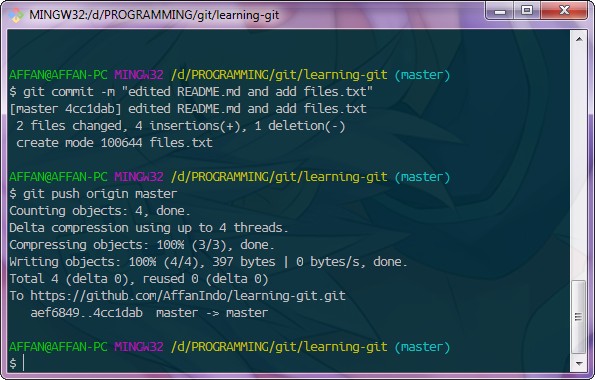 MINGW32:/d/PROGRAMMING/git/learning-git
AFFAN@AFFAN-PC MINGW32 /d/PROGRAMMING/git/learning-git (master)
$ git commit -m "edited README.md and add files.txt"
[master 4cc1dab] edited README.md and add files.txt
 2 files changed, 4 insertions(+), 1 deletion(-)
 create mode 100644 files.txt
AFFAN@AFFAN-PC MINGW32 /d/PROGRAMMING/git/learning-git (master)
$ git push origin master
Counting objects: 4, done.
Delta compression using up to 4 threads.
Compressing objects: 100% (3/3), done.
Writing objects: 100% (4/4), 397 bytes | 0 bytes/s, done.
Total 4 (delta 0), reused 0 (delta 0)
To https://github.com/AffanIndo/learning-git.git
   aef6849..4cc1dab  master -> master
AFFAN@AFFAN-PC MINGW32 /d/PROGRAMMING/git/learning-git (master)
$